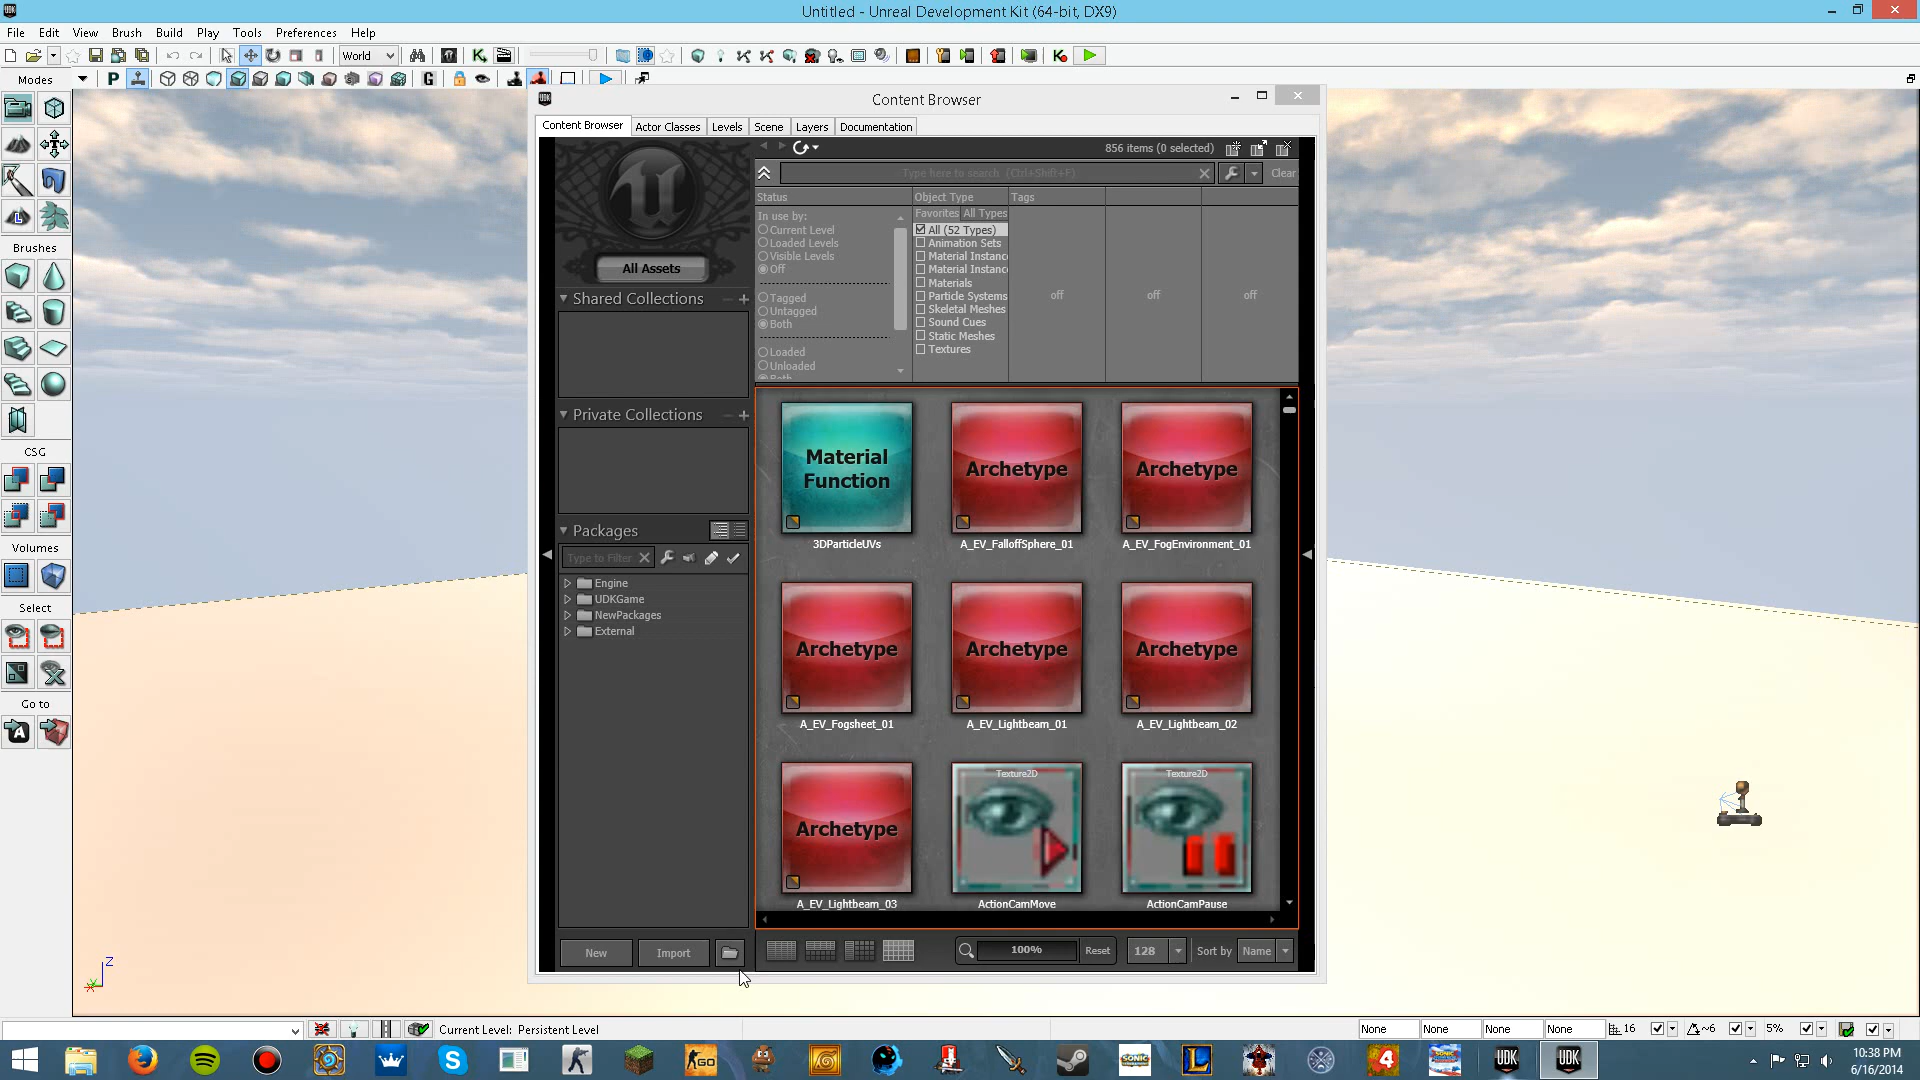 Untitled - Unreal Development Kit (64-bit, DX9)
File Edit View Brush Build Play Tools Preferences Help
World
Modes
Brushes
CSG
Volumes
Select
Go to
Content Browser
Content Browser Actor Classes Levels Scene Layers Documentation
856 items (0 selected)
Type here to search (Ctrl+Shift+F) Clear
Status Object Type Tags
In use by:
Current Level
Loaded Levels
Visible Levels
Off
Tagged
Untagged
Both
Loaded
Unloaded
Both
Favorites All Types
All (52 Types)
Animation Sets
Material Instanc
Material Instanc
Materials
Particle Systems
Skeletal Meshes
Sound Cues
Static Meshes
Textures
off off off
All Assets
Shared Collections
Private Collections
Packages
Type to Filter
Engine
UDKGame
NewPackages
External
Material Function
3DParticleUVs
Archetype
A_EV_FalloffSphere_01
Archetype
A_EV_FogEnvironment_01
Archetype
A_EV_Fogsheet_01
Archetype
A_EV_Lightbeam_01
Archetype
A_EV_Lightbeam_02
Archetype
A_EV_Lightbeam_03
Texture2D
ActionCamMove
Texture2D
ActionCamPause
New Import 100% Reset 128 Sort by Name
Z
Current Level: Persistent Level
None None None None 16 ~6 5%
10:38 PM
6/16/2014